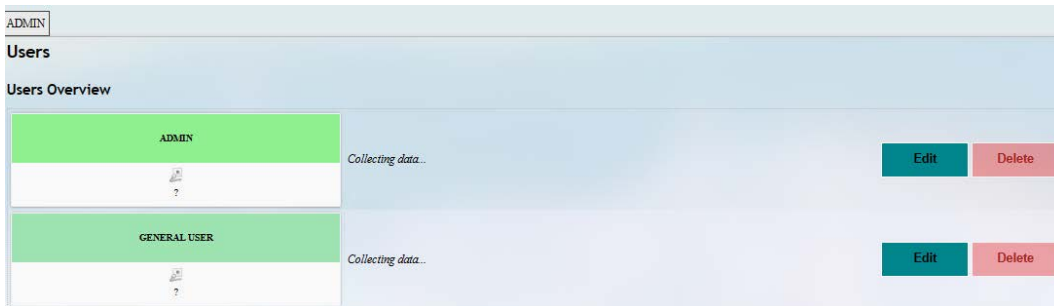 ADMIN
Users
Users Overview
ADMIN
?
Collecting data...
Edit
Delete
GENERAL USER
?
Collecting data...
Edit
Delete